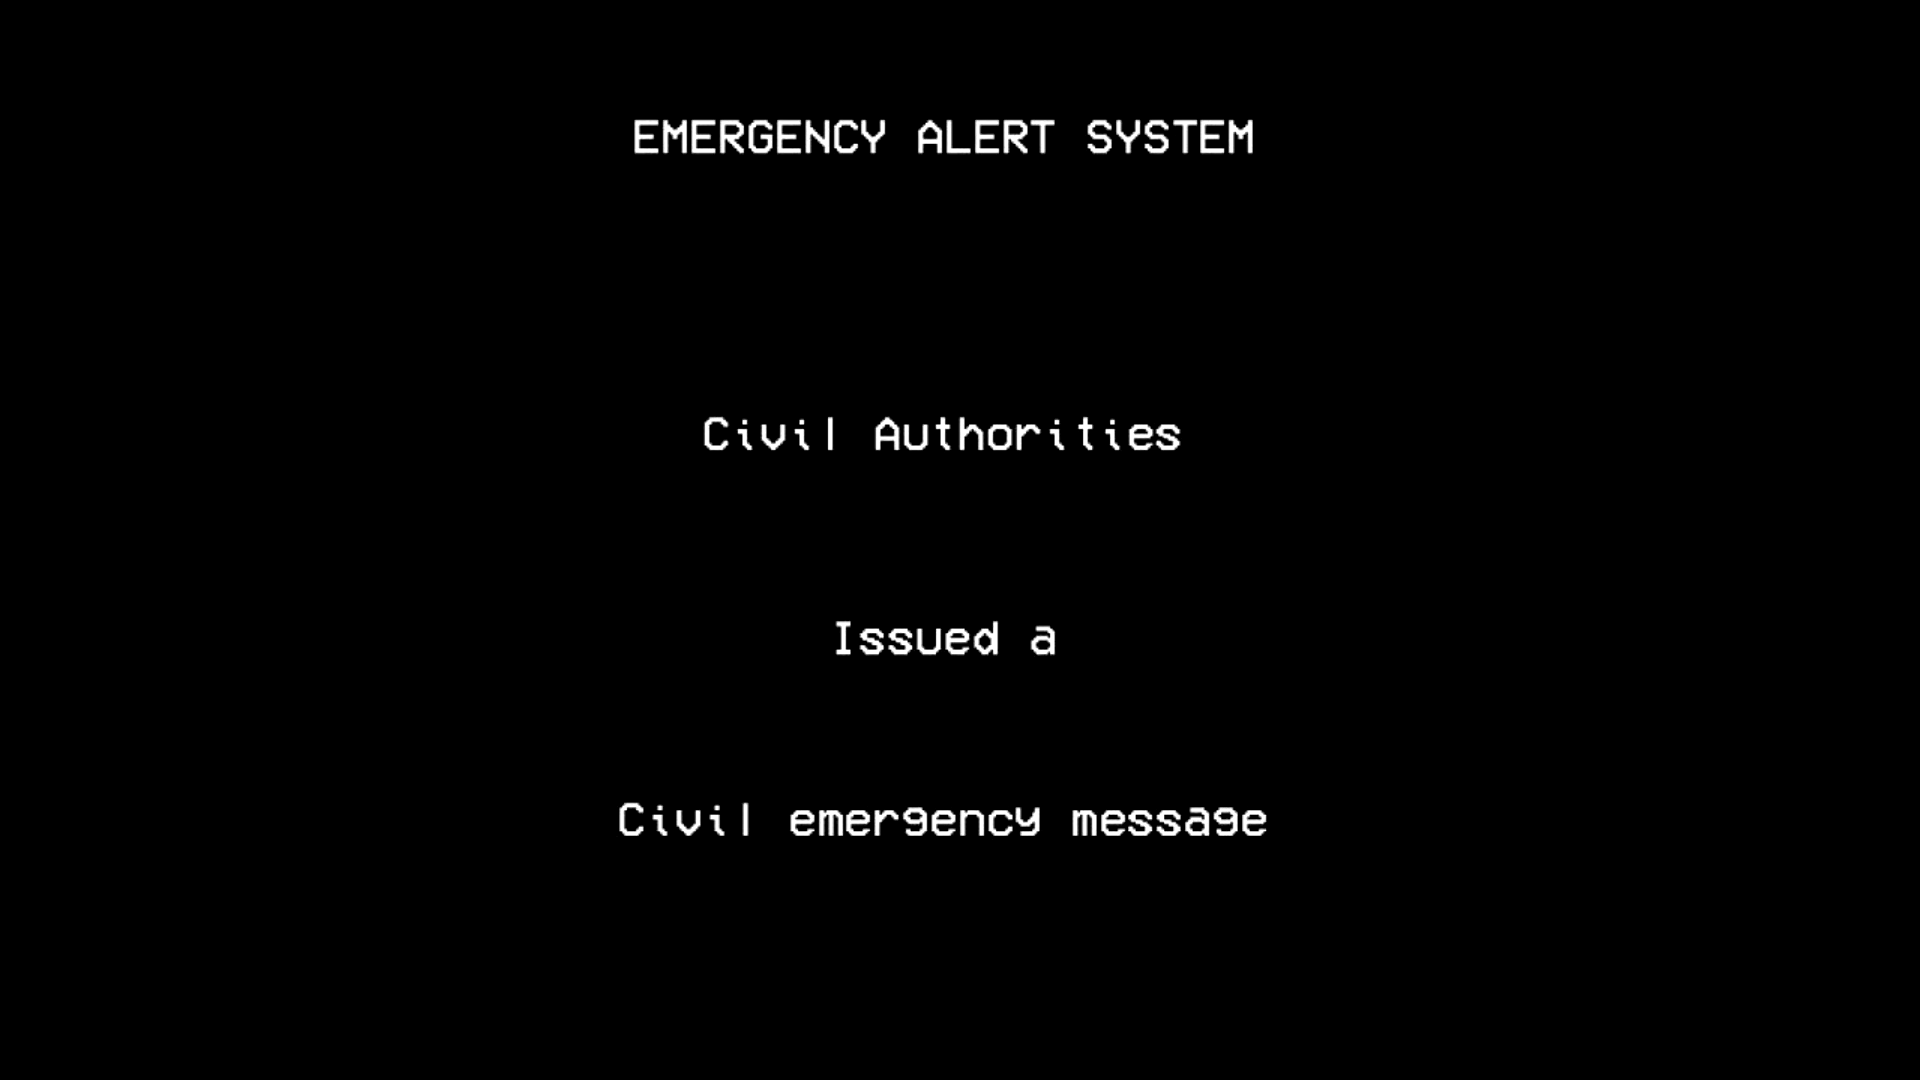 EMERGENCY ALERT SYSTEM
Civil Authorities
Issued a
Civil emergency message